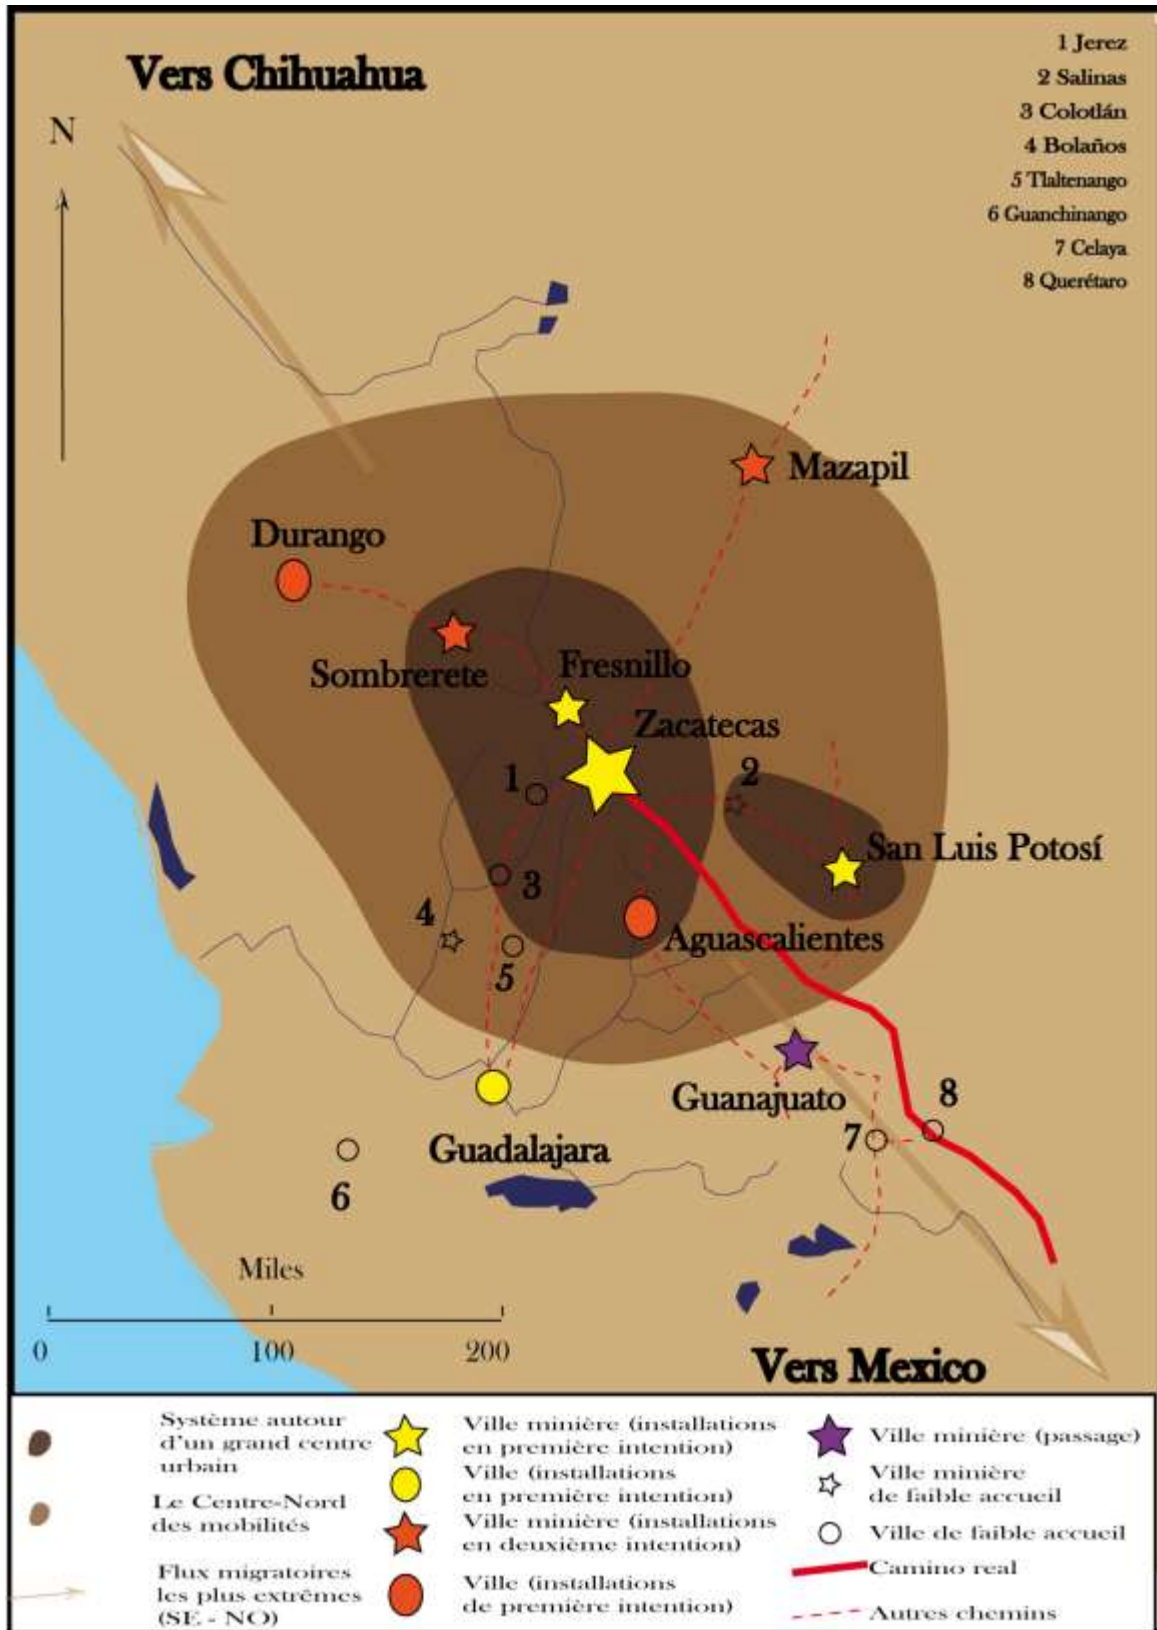 Vers Chihuahua
N
1 Jerez
2 Salinas
3 Colotlán
4 Bolaños
5 Tlaltenango
6 Guanchinango
7 Celaya
8 Querétaro
Mazapil
Durango
Sombrerete
Fresnillo
Zacatecas
1
2
San Luis Potosí
3
4
Aguascalientes
5
Guanajuato
8
7
Guadalajara
6
Miles
0
100
200
Vers Mexico
Système autour
d'un grand centre
urbain
Le Centre-Nord
des mobilités
Flux migratoires
les plus extrêmes
(SE - NO)
Ville minière (installations
en première intention)
Ville (installations
en première intention)
Ville minière (installations
en deuxième intention)
Ville (installations
de première intention)
Ville minière (passage)
Ville minière
de faible accueil
Ville de faible accueil
Camino real
Autres chemins